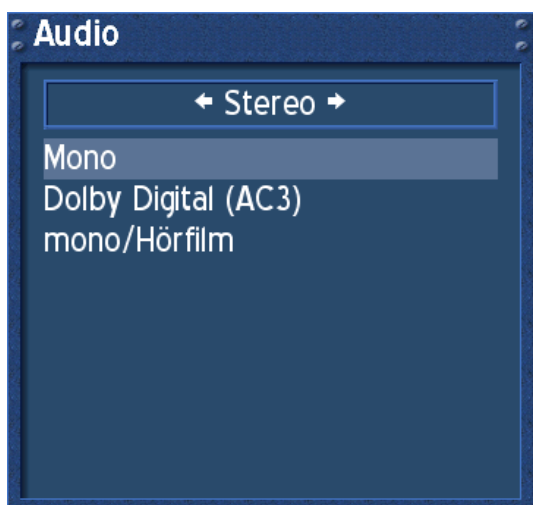 Audio
← Stereo →
Mono
Dolby Digital (AC3)
mono/Hörfilm